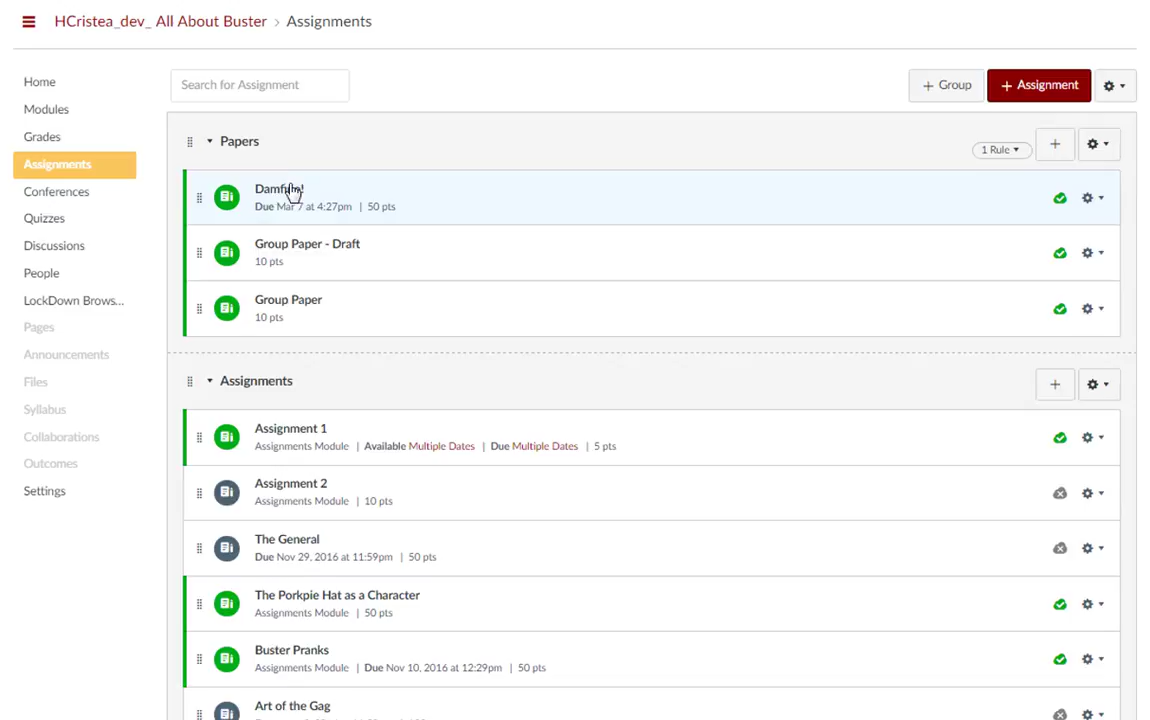 HCristea_dev_ All About Buster › Assignments
Home
Modules
Grades
Assignments
Conferences
Quizzes
Discussions
People
LockDown Brows...
Pages
Announcements
Files
Syllabus
Collaborations
Outcomes
Settings
Search for Assignment
+ Group
+ Assignment
Papers
1 Rule
Due Mar 7 at 4:27pm | 50 pts
Group Paper - Draft
10 pts
Group Paper
10 pts
Assignments
Assignment 1
Assignments Module | Available Multiple Dates | Due Multiple Dates | 5 pts
Assignment 2
Assignments Module | 10 pts
The General
Due Nov 29, 2016 at 11:59pm | 50 pts
The Porkpie Hat as a Character
Assignments Module | 50 pts
Buster Pranks
Assignments Module | Due Nov 10, 2016 at 12:29pm | 50 pts
Art of the Gag